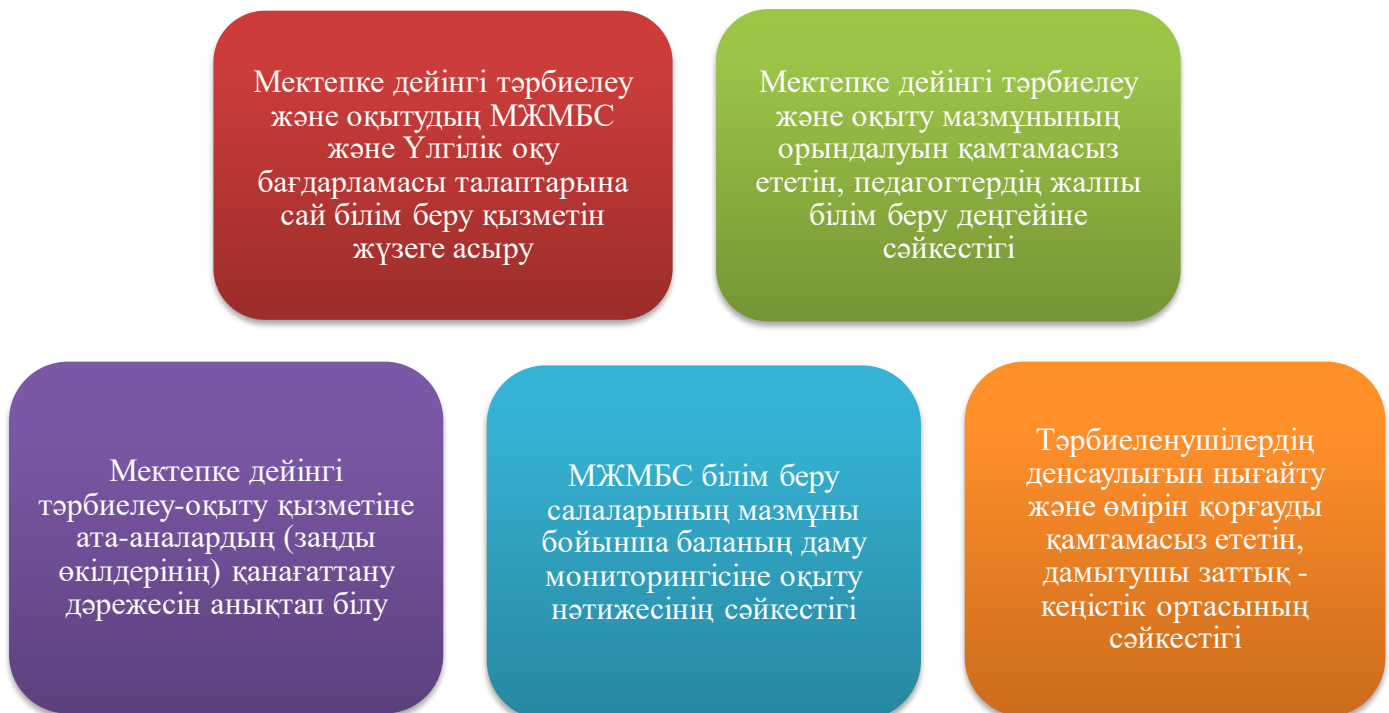 Мектепке дейінгі тәрбиелеу
және оқытудың МЖМБС
және Үлгілік оқу
бағдарламасы талаптарына
сай білім беру қызметін
жүзеге асыру
Мектепке дейінгі тәрбиелеу
және оқыту мазмұнының
орындалуын қамтамасыз
ететін, педагогтердің жалпы
білім беру деңгейіне
сәйкестігі
Мектепке дейінгі
тәрбиелеу-оқыту қызметіне
ата-аналардың (заңды
өкілдерінің) қанағаттану
дәрежесін анықтап білу
МЖМБС білім беру
салаларының мазмұны
бойынша баланың даму
мониторингісіне оқыту
нәтижесінің сәйкестігі
Тәрбиеленушілердің
денсаулығын нығайту
және өмірін қорғауды
қамтамасыз ететін,
дамытушы заттық -
кеңістік ортасының
сәйкестігі